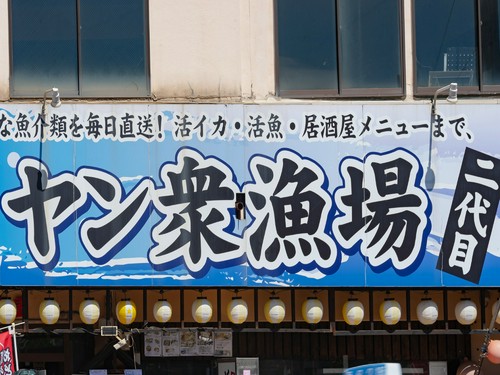 な魚介類を毎日直送！活イカ・活魚・居酒屋メニューまで、
ヤン衆漁場
二代目